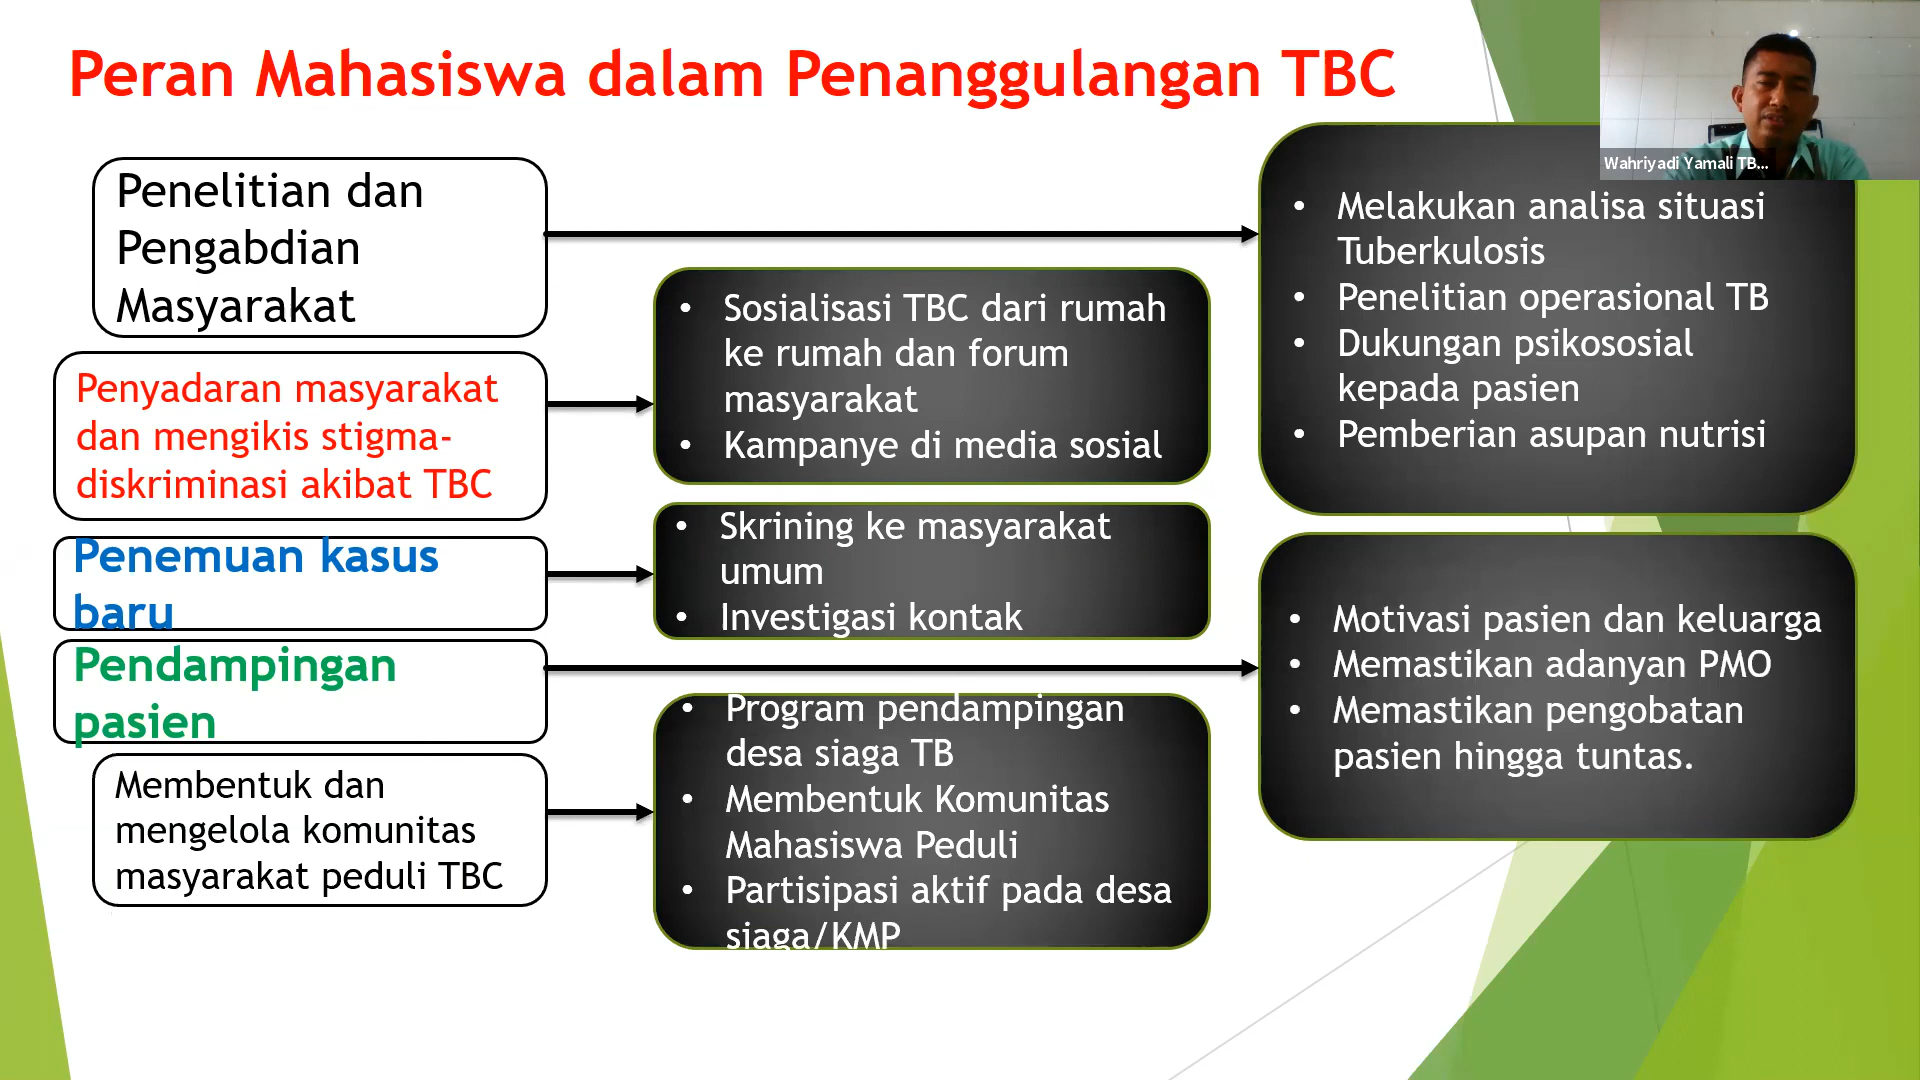 Peran Mahasiswa dalam Penanggulangan TBC
Wahriyadi Yamali TB...
Penelitian dan
Pengabdian
Masyarakat
• Melakukan analisa situasi
Tuberkulosis
• Penelitian operasional TB
• Dukungan psikososial
kepada pasien
• Pemberian asupan nutrisi
Penyadaran masyarakat
dan mengikis stigma-
diskriminasi akibat TBC
• Sosialisasi TBC dari rumah
ke rumah dan forum
masyarakat
• Kampanye di media sosial
Penemuan kasus
baru
• Skrining ke masyarakat
umum
• Investigasi kontak
Pendampingan
pasien
• Motivasi pasien dan keluarga
• Memastikan adanyan PMO
• Memastikan pengobatan
pasien hingga tuntas.
Membentuk dan
mengelola komunitas
masyarakat peduli TBC
• Program pendampingan
desa siaga TB
• Membentuk Komunitas
Mahasiswa Peduli
• Partisipasi aktif pada desa
siaga/KMP